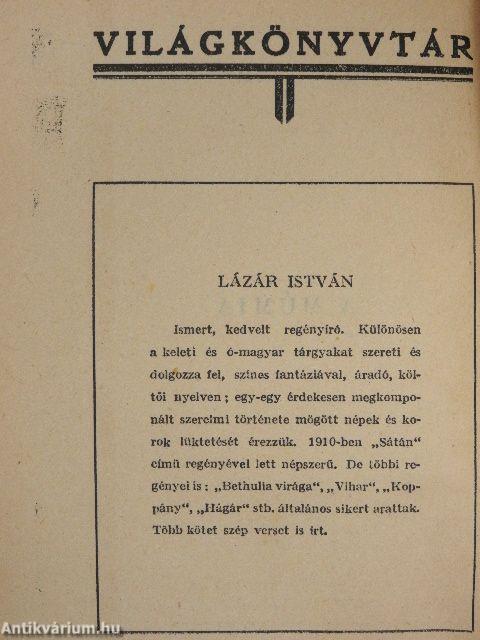 VILÁGKÖNYVTÁR
LÁZÁR ISTVÁN
Ismert, kedvelt regényíró. Különösen
a keleti és ó-magyar tárgyakat szereti és
dolgozza fel, színes fantáziával, áradó, köl-
tői nyelven ; egy-egy érdekesen megkompo-
nált szerelmi története mögött népek és ko-
rok lüktetését érezzük. 1910-ben „Sátán“
című regényével lett népszerű. De többi re-
gényei is : „Bethulia virága“, „Vihar“, „Kop-
pány“, „Hágár“ stb. általános sikert arattak.
Több kötet szép verset is írt.
Antikvárium.hu